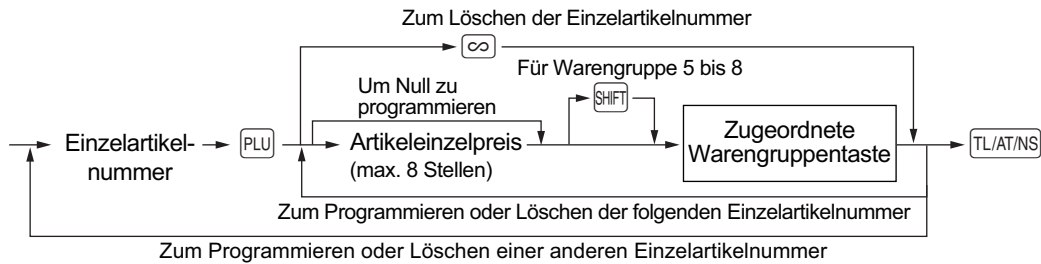 Zum Löschen der Einzelartikelnummer
Für Warengruppe 5 bis 8
Um Null zu
programmieren
SHIFT
Einzelartikel-
nummer
PLU
Artikeleinzelpreis
(max. 8 Stellen)
Zugeordnete
Warengruppentaste
TL/AT/NS
Zum Programmieren oder Löschen der folgenden Einzelartikelnummer
Zum Programmieren oder Löschen einer anderen Einzelartikelnummer